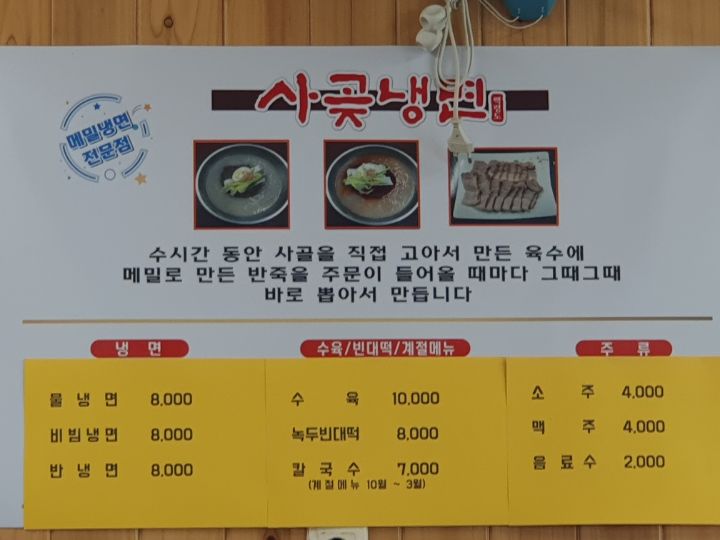 사곶냉면
백령도
메밀냉면
전문점
수시간 동안 사골을 직접 고아서 만든 육수에
메밀로 만든 반죽을 주문이 들어올 때마다 그때그때
바로 뽑아서 만듭니다
냉 면
물 냉 면 8,000
비 빔 냉 면 8,000
반 냉 면 8,000
수육/빈대떡/계절메뉴
수 육 10,000
녹두빈대떡 8,000
칼 국 수 7,000
(계 절 메 뉴 10월 ~ 3월)
주 류
소 주 4,000
맥 주 4,000
음 료 수 2,000